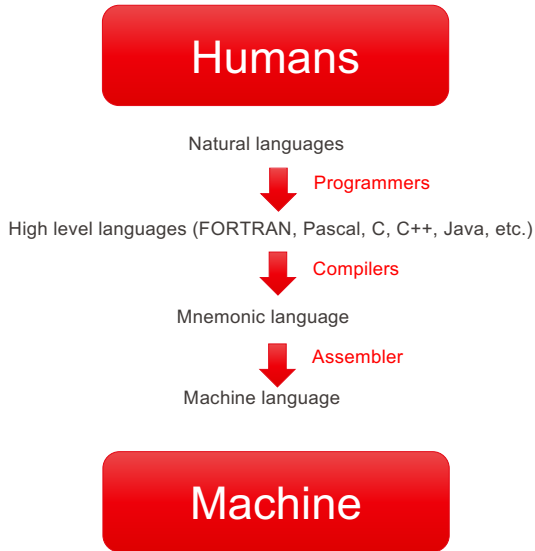 Humans
Natural languages
Programmers
High level languages (FORTRAN, Pascal, C, C++, Java, etc.)
Compilers
Mnemonic language
Assembler
Machine language
Machine